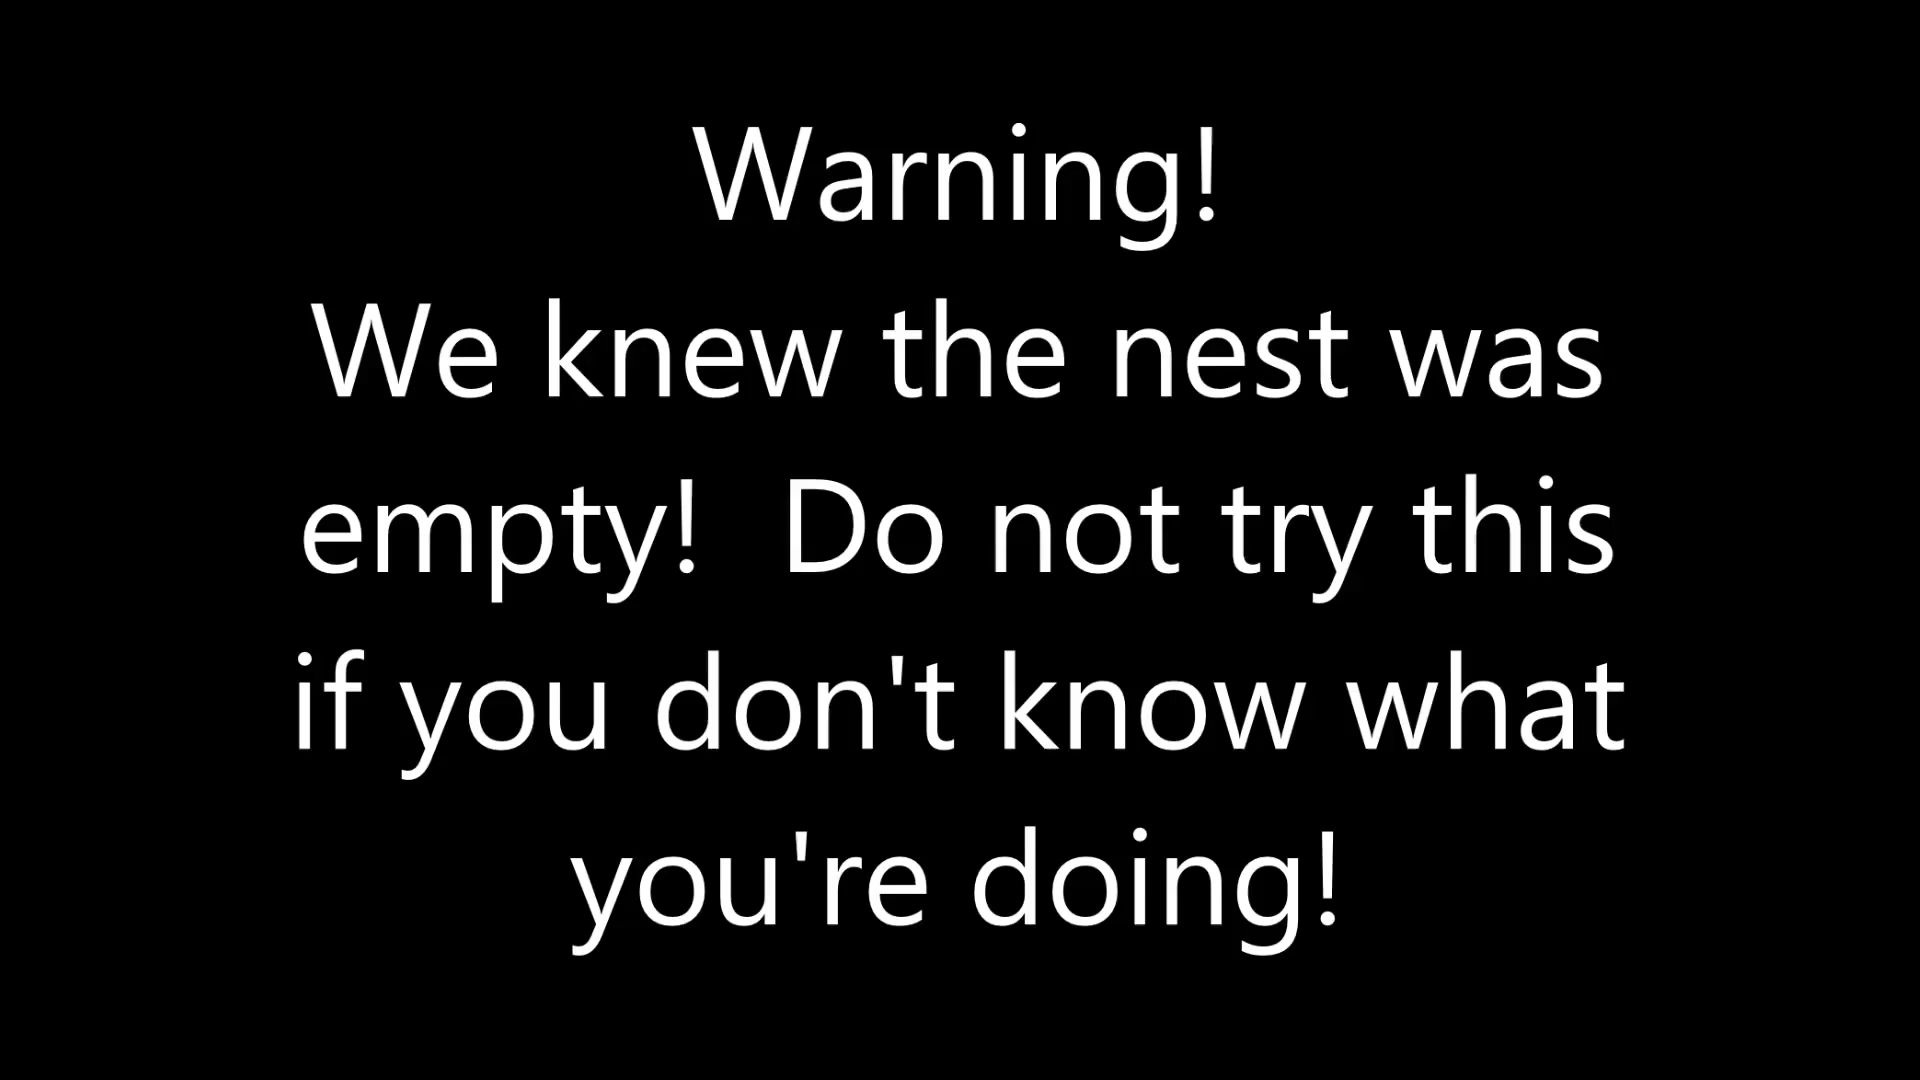 Warning!
We knew the nest was
empty!  Do not try this
if you don't know what
you're doing!